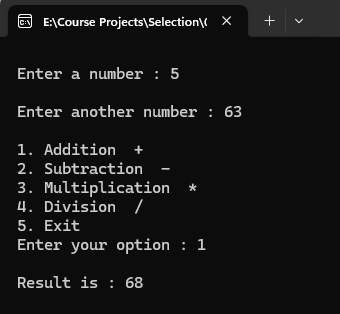 E:\Course Projects\Selection\
Enter a number : 5
Enter another number : 63
1. Addition  +
2. Subtraction  -
3. Multiplication  *
4. Division  /
5. Exit
Enter your option : 1
Result is : 68